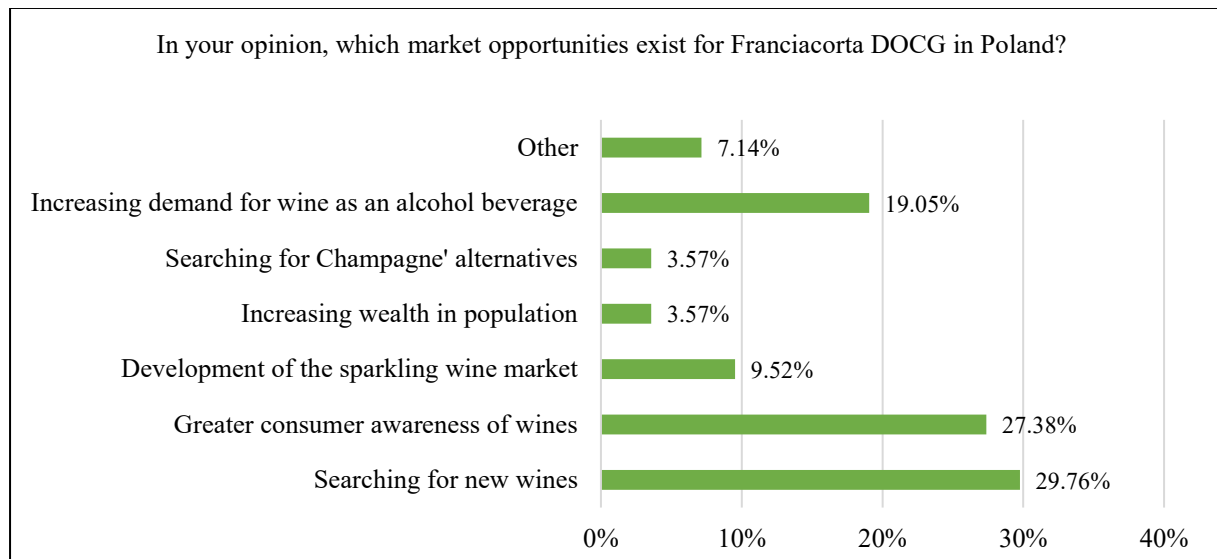 In your opinion, which market opportunities exist for Franciacorta DOCG in Poland?
Other
7.14%
Increasing demand for wine as an alcohol beverage
19.05%
Searching for Champagne' alternatives
3.57%
Increasing wealth in population
3.57%
Development of the sparkling wine market
9.52%
Greater consumer awareness of wines
27.38%
Searching for new wines
29.76%
0% 10% 20% 30% 40%